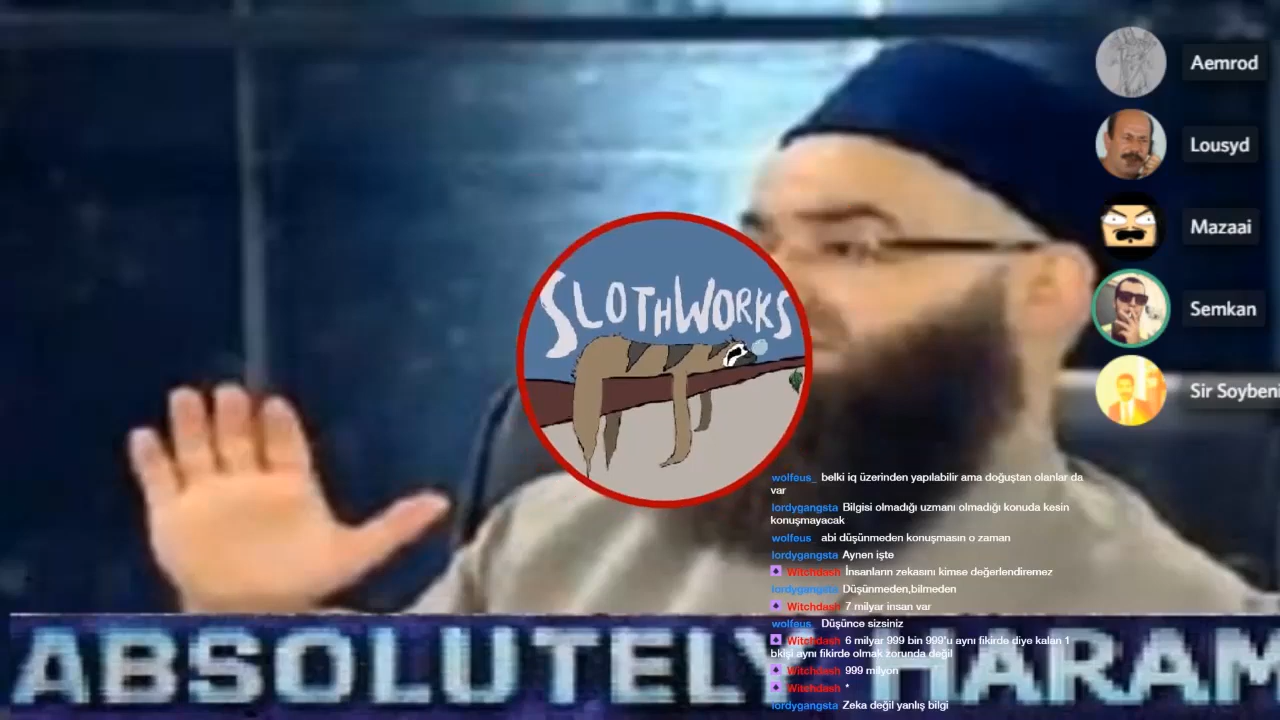 Aemrod
Lousyd
Mazaai
Semkan
Sir Soybeni
SLOTHWORKS
wolfeus_ belki iq üzerinden yapılabilir ama doğuştan olanlar da
var
lordygangsta Bilgisi olmadığı uzmanı olmadığı konuda kesin
konuşmayacak
wolfeus_ abi düşünmeden konuşmasın o zaman
lordygangsta Aynen işte
Witchdash İnsanların zekasını kimse değerlendiremez
lordygangsta Düşünmeden,bilmeden
Witchdash 7 milyar insan var
wolfeus_ Düşünce sizsiniz
Witchdash 6 milyar 999 bin 999'u aynı fikirde diye kalan 1
bkişi aynı fikirde olmak zorunda değil
Witchdash 999 milyon
Witchdash *
lordygangsta Zeka değil yanlış bilgi
ABSOLUTELY HARAM